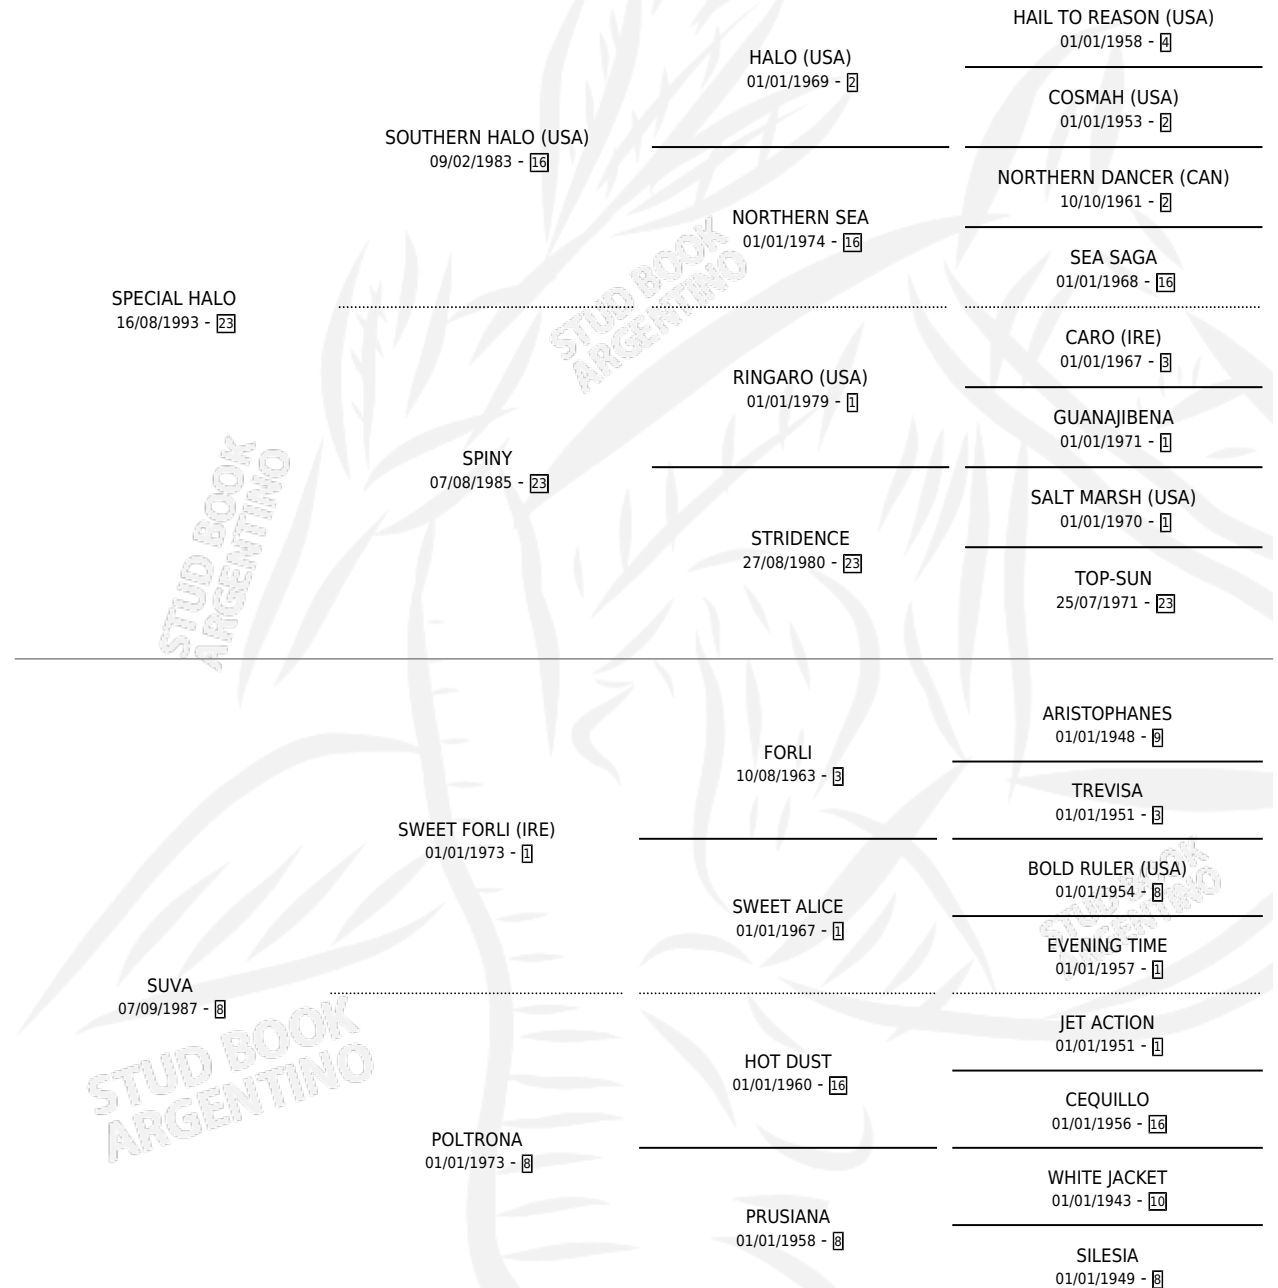 HAIL TO REASON (USA)
01/01/1958 - 4
HALO (USA)
01/01/1969 - 2
COSMAH (USA)
01/01/1953 - 2
SOUTHERN HALO (USA)
09/02/1983 - 16
NORTHERN DANCER (CAN)
10/10/1961 - 2
NORTHERN SEA
01/01/1974 - 16
SEA SAGA
01/01/1968 - 16
SPECIAL HALO
16/08/1993 - 23
STUD BOOK
ARGENTINO
CARO (IRE)
01/01/1967 - 3
RINGARO (USA)
01/01/1979 - 1
GUANAJIBENA
01/01/1971 - 1
SPINY
07/08/1985 - 23
SALT MARSH (USA)
01/01/1970 - 1
STRIDENCE
27/08/1980 - 23
TOP-SUN
25/07/1971 - 23
STUD BOOK
ARGENTINO
ARISTOPHANES
01/01/1948 - 9
FORLI
10/08/1963 - 3
TREVISA
01/01/1951 - 3
SWEET FORLI (IRE)
01/01/1973 - 1
BOLD RULER (USA)
01/01/1954 - 8
SWEET ALICE
01/01/1967 - 1
STUD BOOK
ARGENTINO
EVENING TIME
01/01/1957 - 1
SUVA
07/09/1987 - 8
STUD BOOK
ARGENTINO
JET ACTION
01/01/1951 - 1
HOT DUST
01/01/1960 - 16
CEQUILLO
01/01/1956 - 16
POLTRONA
01/01/1973 - 8
WHITE JACKET
01/01/1943 - 10
PRUSIANA
01/01/1958 - 8
SILESIA
01/01/1949 - 8